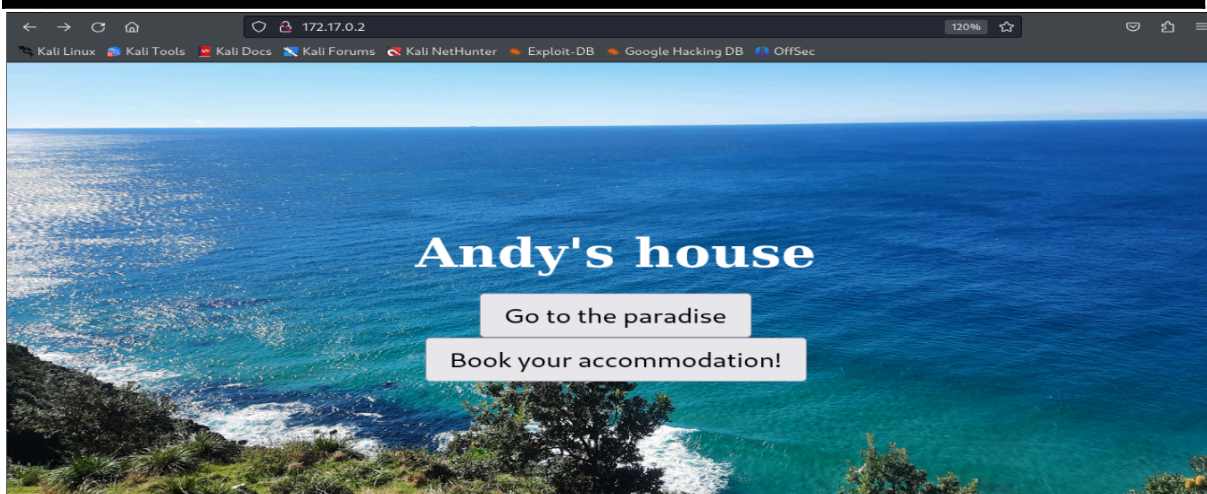 172.17.0.2 120%
Kali Linux Kali Tools Kali Docs Kali Forums Kali NetHunter Exploit-DB Google Hacking DB OffSec
Andy's house
Go to the paradise
Book your accommodation!